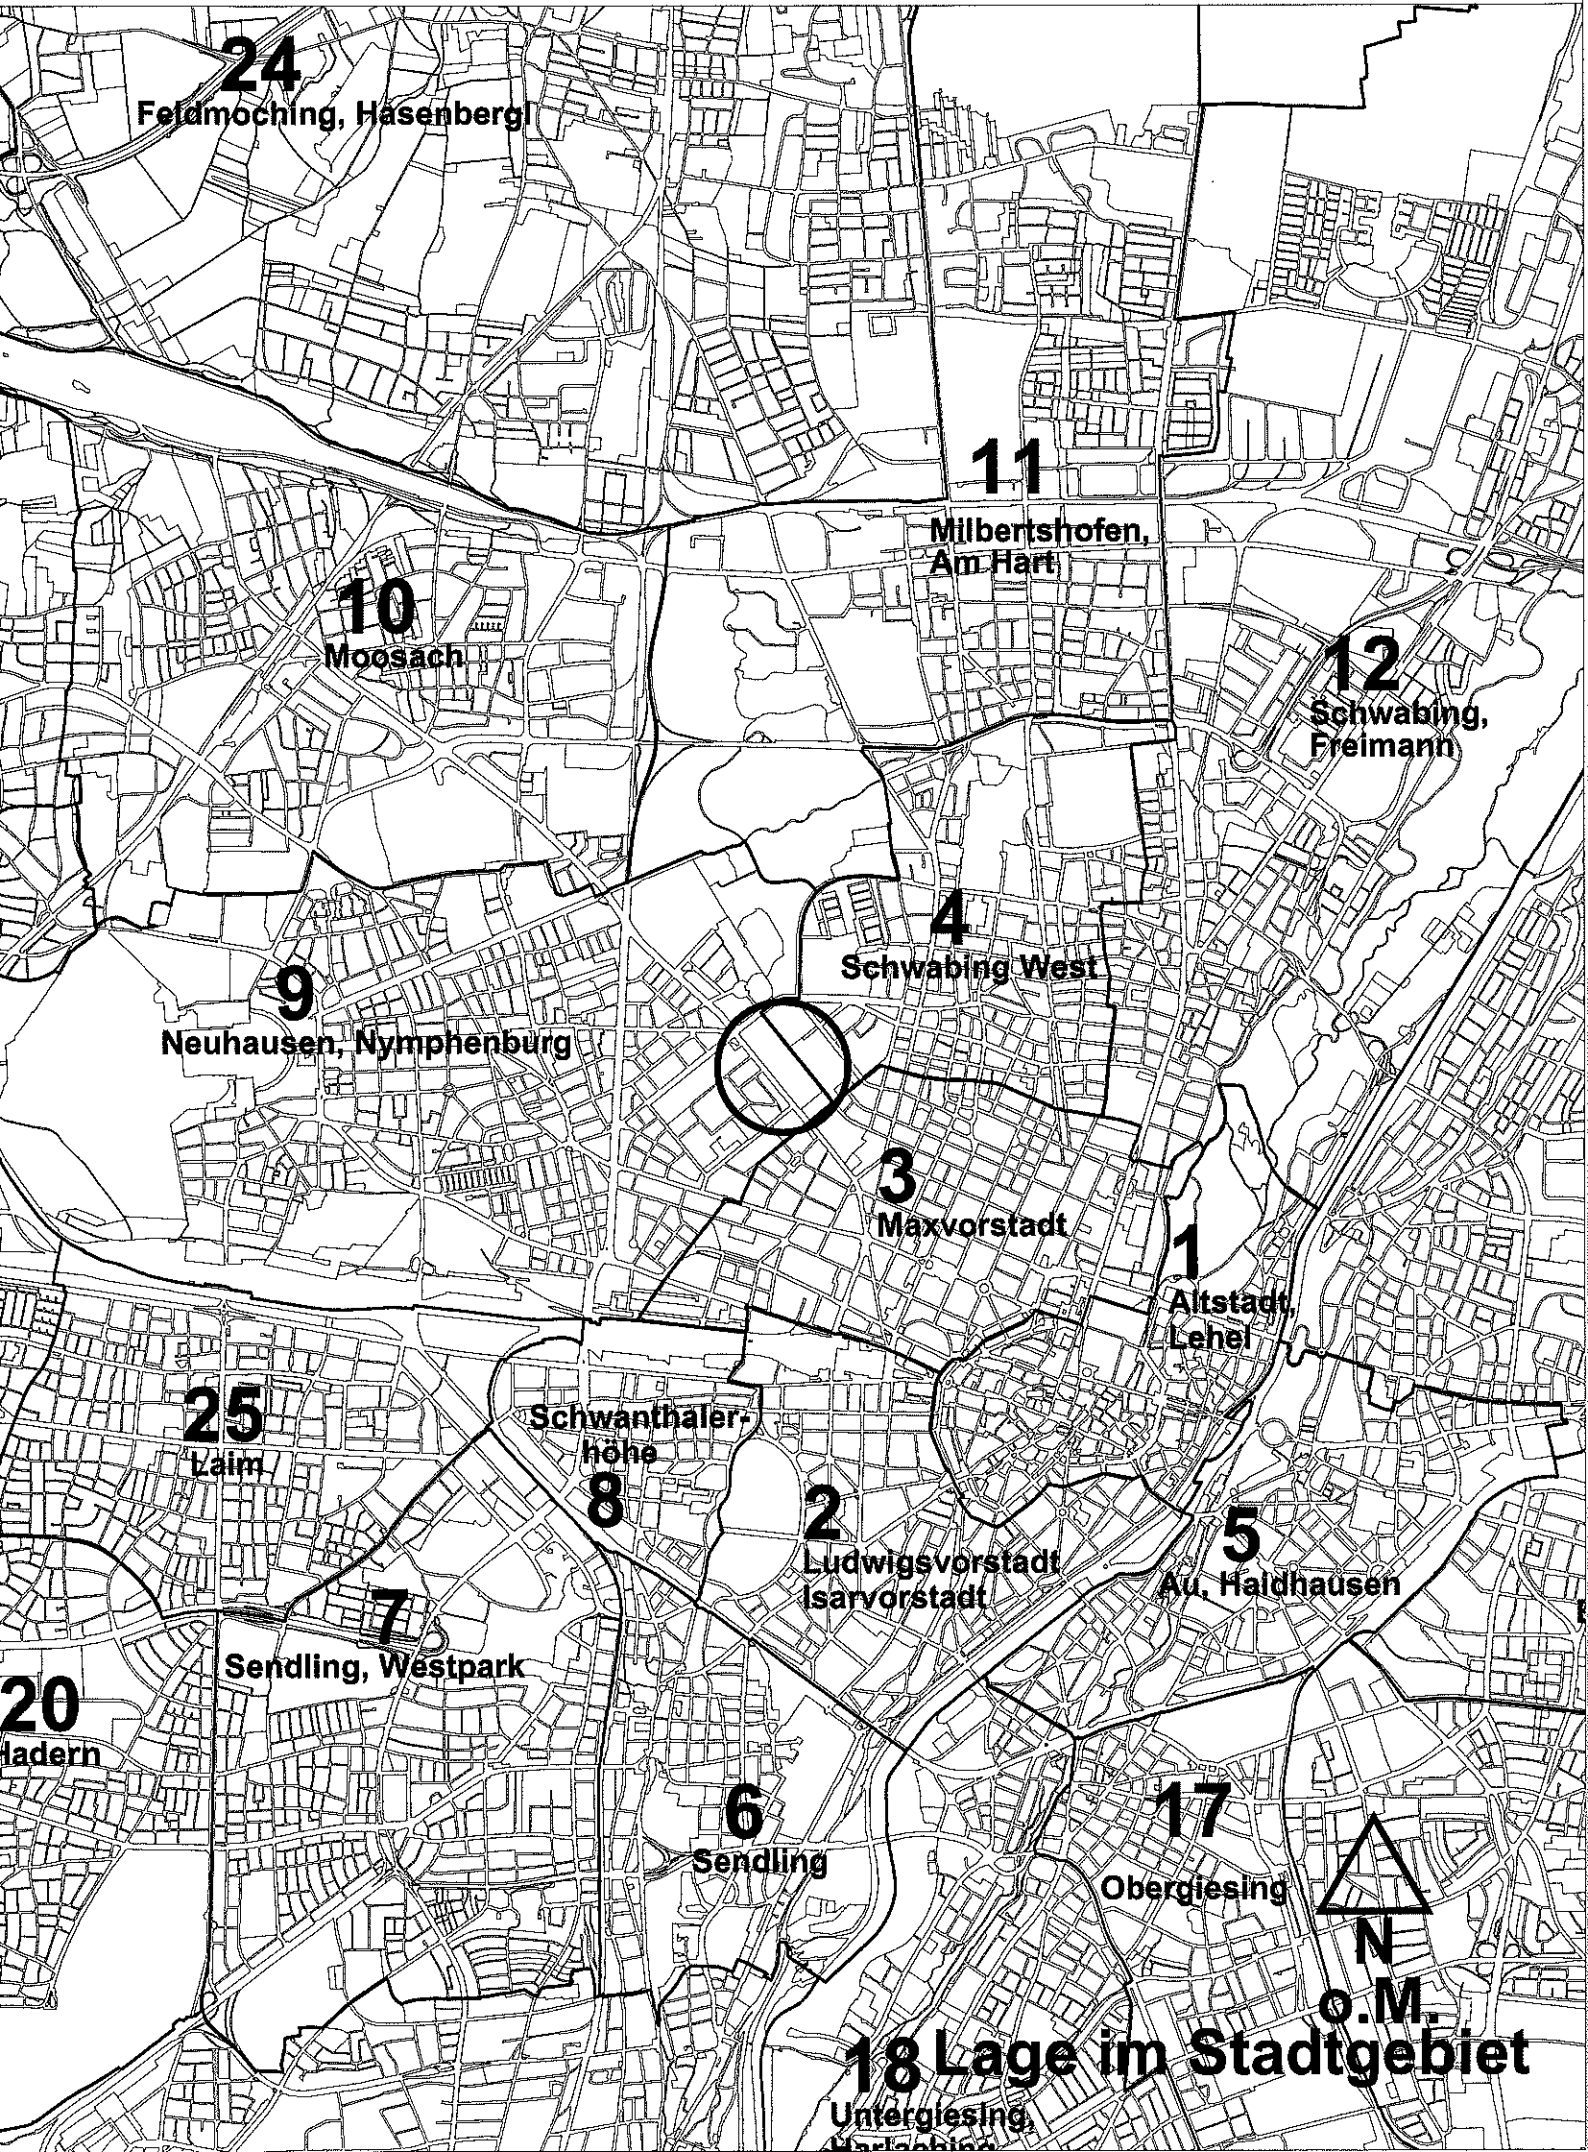 24
Feldmoching, Hasenbergl
11
Milbertshofen,
Am Hart
10
Moosach
12
Schwabing,
Freimann
4
Schwabing West
9
Neuhausen, Nymphenburg
3
Maxvorstadt
1
Altstadt,
Lehel
25
Laim
Schwanthaler-
höhe
8
2
Ludwigsvorstadt
Isarvorstadt
5
Au, Haidhausen
7
Sendling, Westpark
20
Hadern
6
Sendling
17
Obergiesing
N
o.M.
Lage im Stadtgebiet
18
Untergiesing,
Harlaching